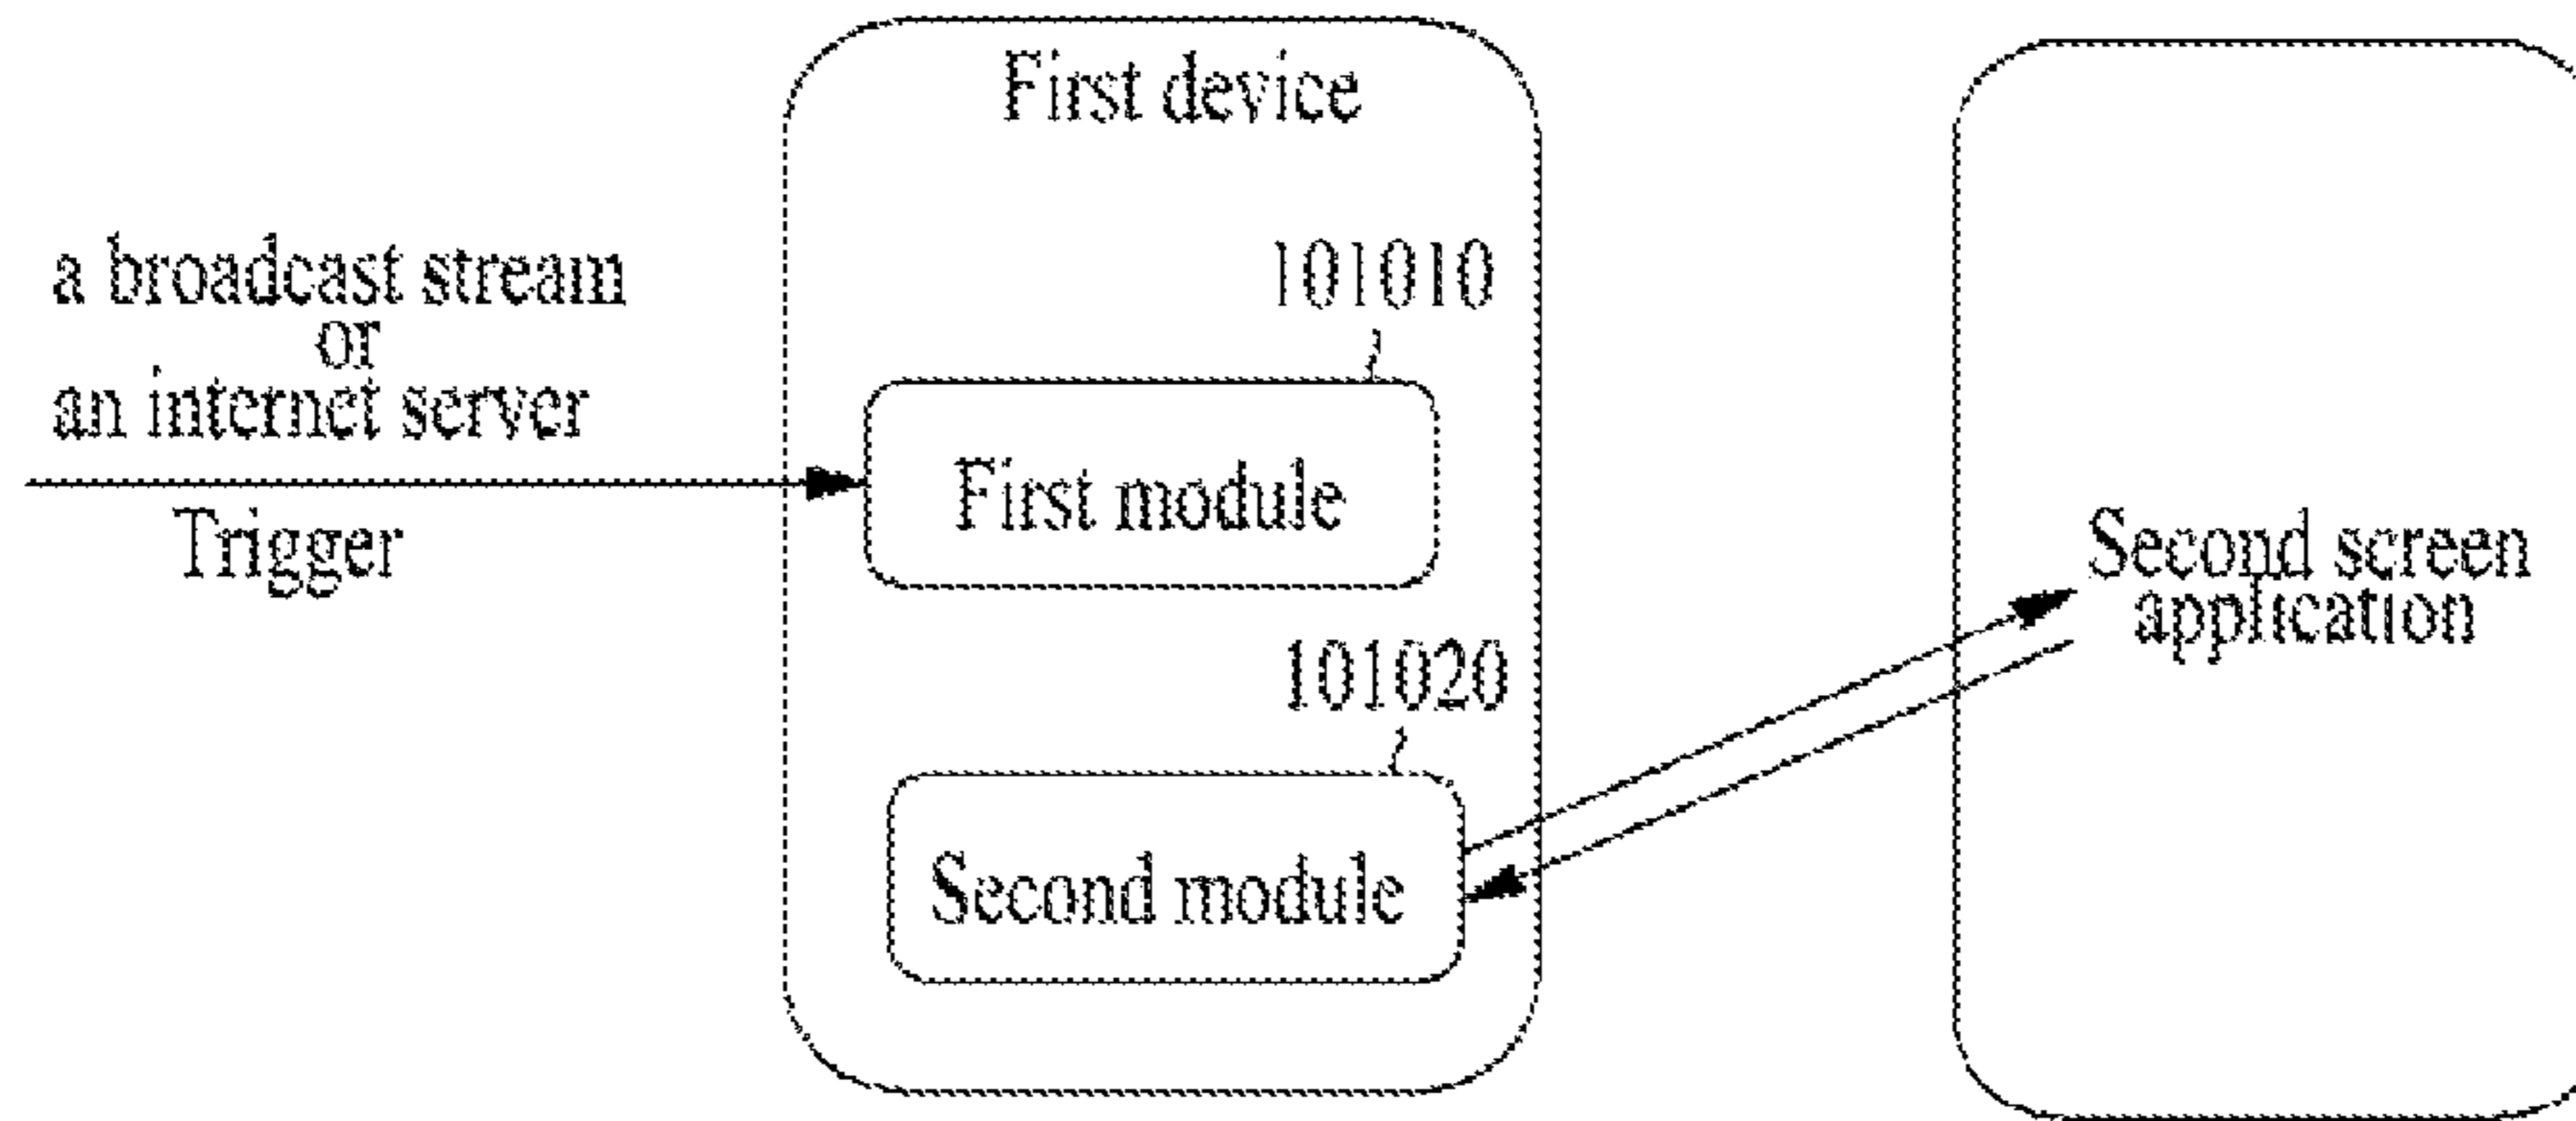 First device
a broadcast stream
or
an internet server
Trigger
101010
First module
101020
Second module
Second screen
application